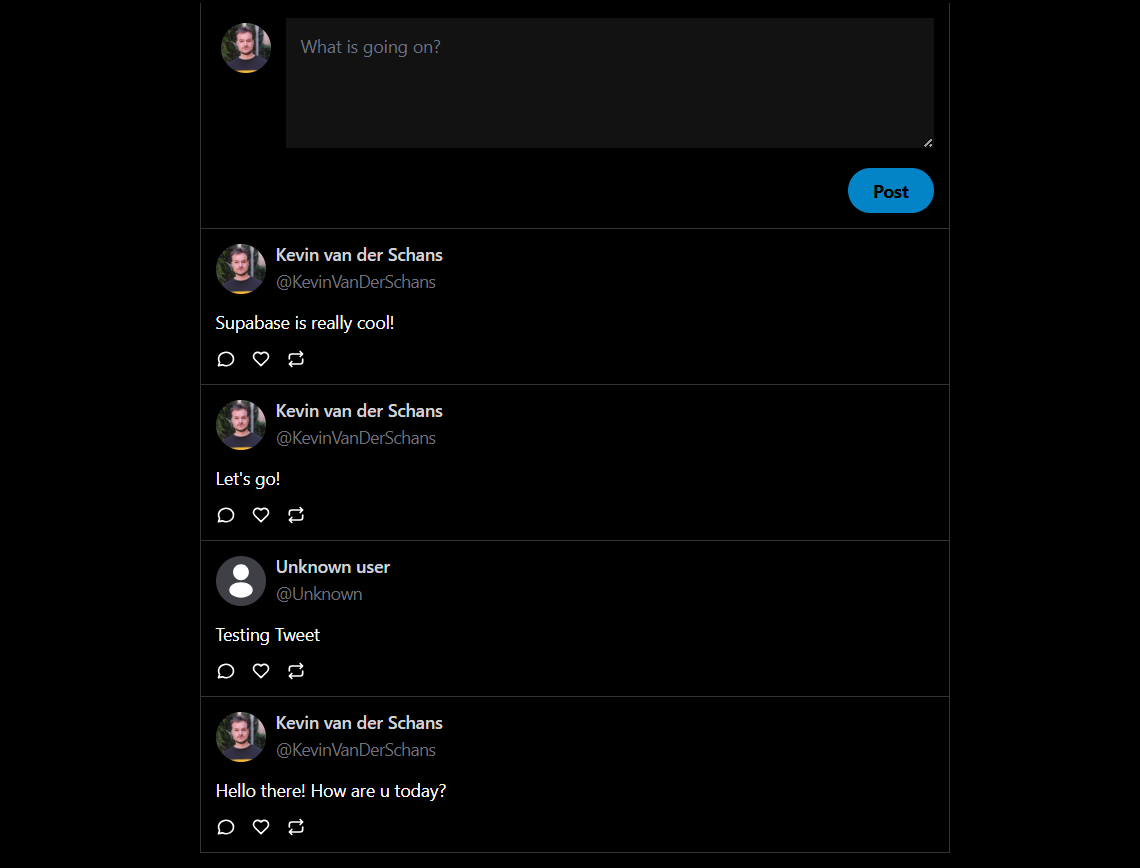 What is going on?
Post
Kevin van der Schans
@KevinVanDerSchans
Supabase is really cool!
Kevin van der Schans
@KevinVanDerSchans
Let's go!
Unknown user
@Unknown
Testing Tweet
Kevin van der Schans
@KevinVanDerSchans
Hello there! How are u today?